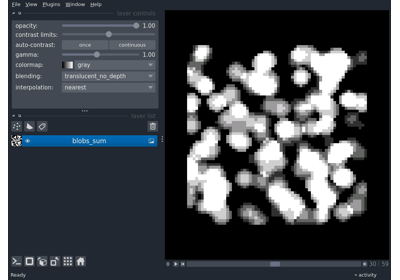 File View Plugins Window Help
layer controls
opacity: 1.00
contrast limits:
auto-contrast: once continuous
gamma: 1.00
colormap: gray
blending: translucent_no_depth
interpolation: nearest
layer list
blobs_sum
30 59
Ready activity